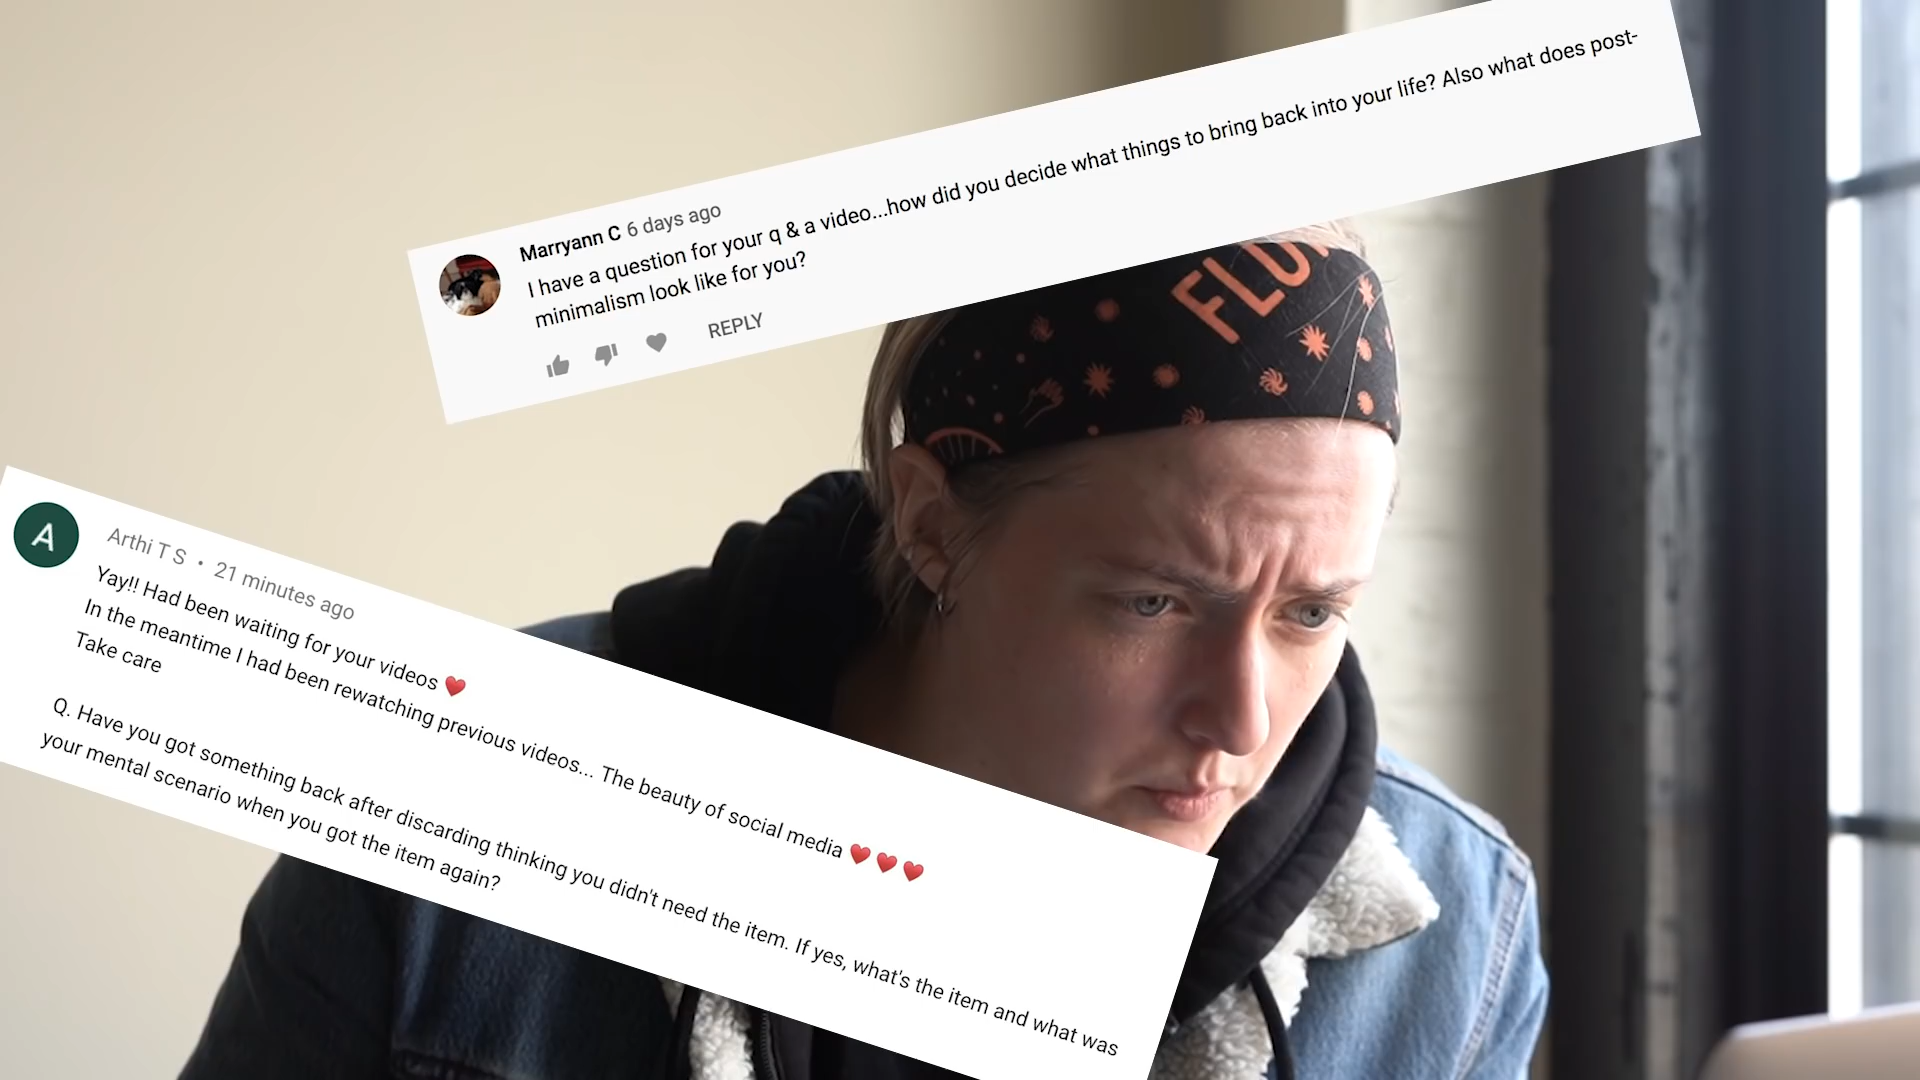 Marryann C 6 days ago
I have a question for your q & a video...how did you decide what things to bring back into your life? Also what does post-
minimalism look like for you?
REPLY
FLU
A
Arthi T S • 21 minutes ago
Yay!! Had been waiting for your videos ❤️
In the meantime I had been rewatching previous videos... The beauty of social media ❤️❤️❤️
Take care
Q. Have you got something back after discarding thinking you didn't need the item. If yes, what's the item and what was
your mental scenario when you got the item again?